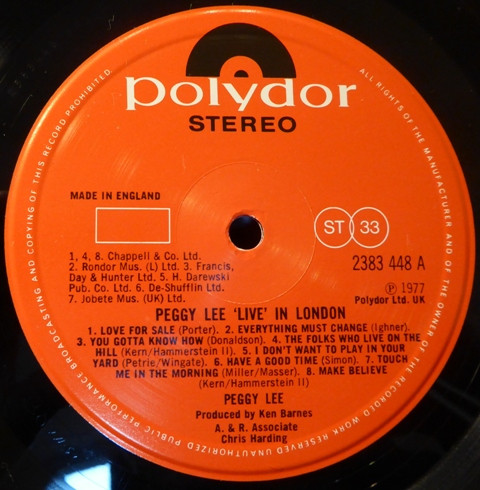 polydor
STEREO
MADE IN ENGLAND
ST 33
1, 4, 8. Chappell & Co. Ltd.
2. Rondor Mus. (L) Ltd. 3. Francis,
Day & Hunter Ltd. 5. H. Darewski
Pub. Co. Ltd. 6. De-Shufflin Ltd.
7. Jobete Mus. (UK) Ltd.
2383 448 A
Ⓟ 1977
Polydor Ltd. UK
PEGGY LEE 'LIVE' IN LONDON
1. LOVE FOR SALE (Porter). 2. EVERYTHING MUST CHANGE (Ighner).
3. YOU GOTTA KNOW HOW (Donaldson). 4. THE FOLKS WHO LIVE ON THE
HILL (Kern/Hammerstein II). 5. I DON'T WANT TO PLAY IN YOUR
YARD (Petrie/Wingate). 6. HAVE A GOOD TIME (Simon). 7. TOUCH
ME IN THE MORNING (Miller/Masser). 8. MAKE BELIEVE
(Kern/Hammerstein II)
PEGGY LEE
Produced by Ken Barnes
A. & R. Associate
Chris Harding
ALL RIGHTS OF THE MANUFACTURER AND OF THE OWNER OF THE RECORDED WORK RESERVED UNAUTHORIZED PUBLIC PERFORMANCE BROADCASTING AND COPYING OF THIS RECORD PROHIBITED